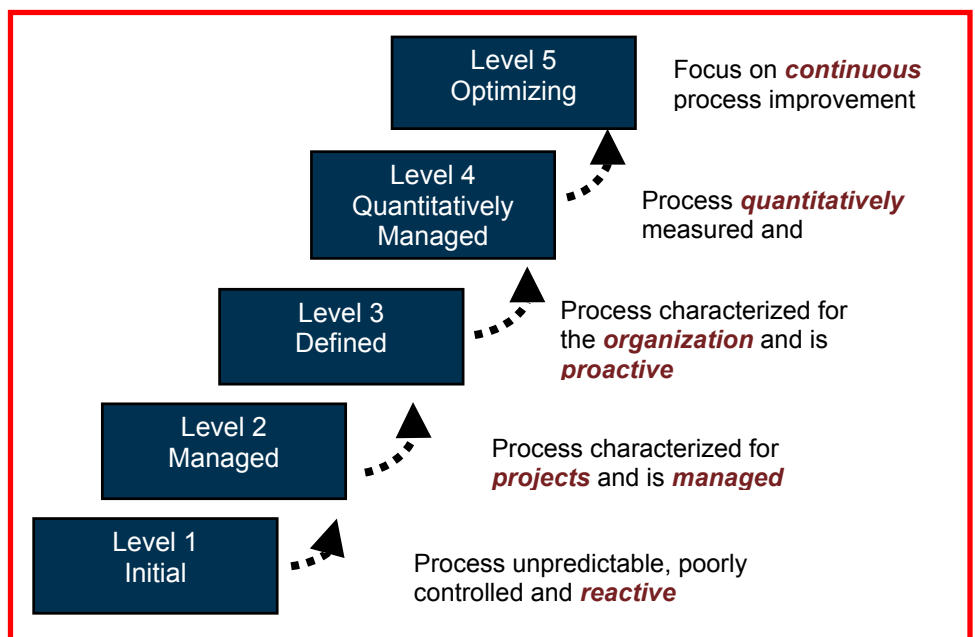 Level 5
Optimizing
Focus on continuous
process improvement
Level 4
Quantitatively
Managed
Process quantitatively
measured and
Level 3
Defined
Process characterized for
the organization and is
proactive
Level 2
Managed
Process characterized for
projects and is managed
Level 1
Initial
Process unpredictable, poorly
controlled and reactive